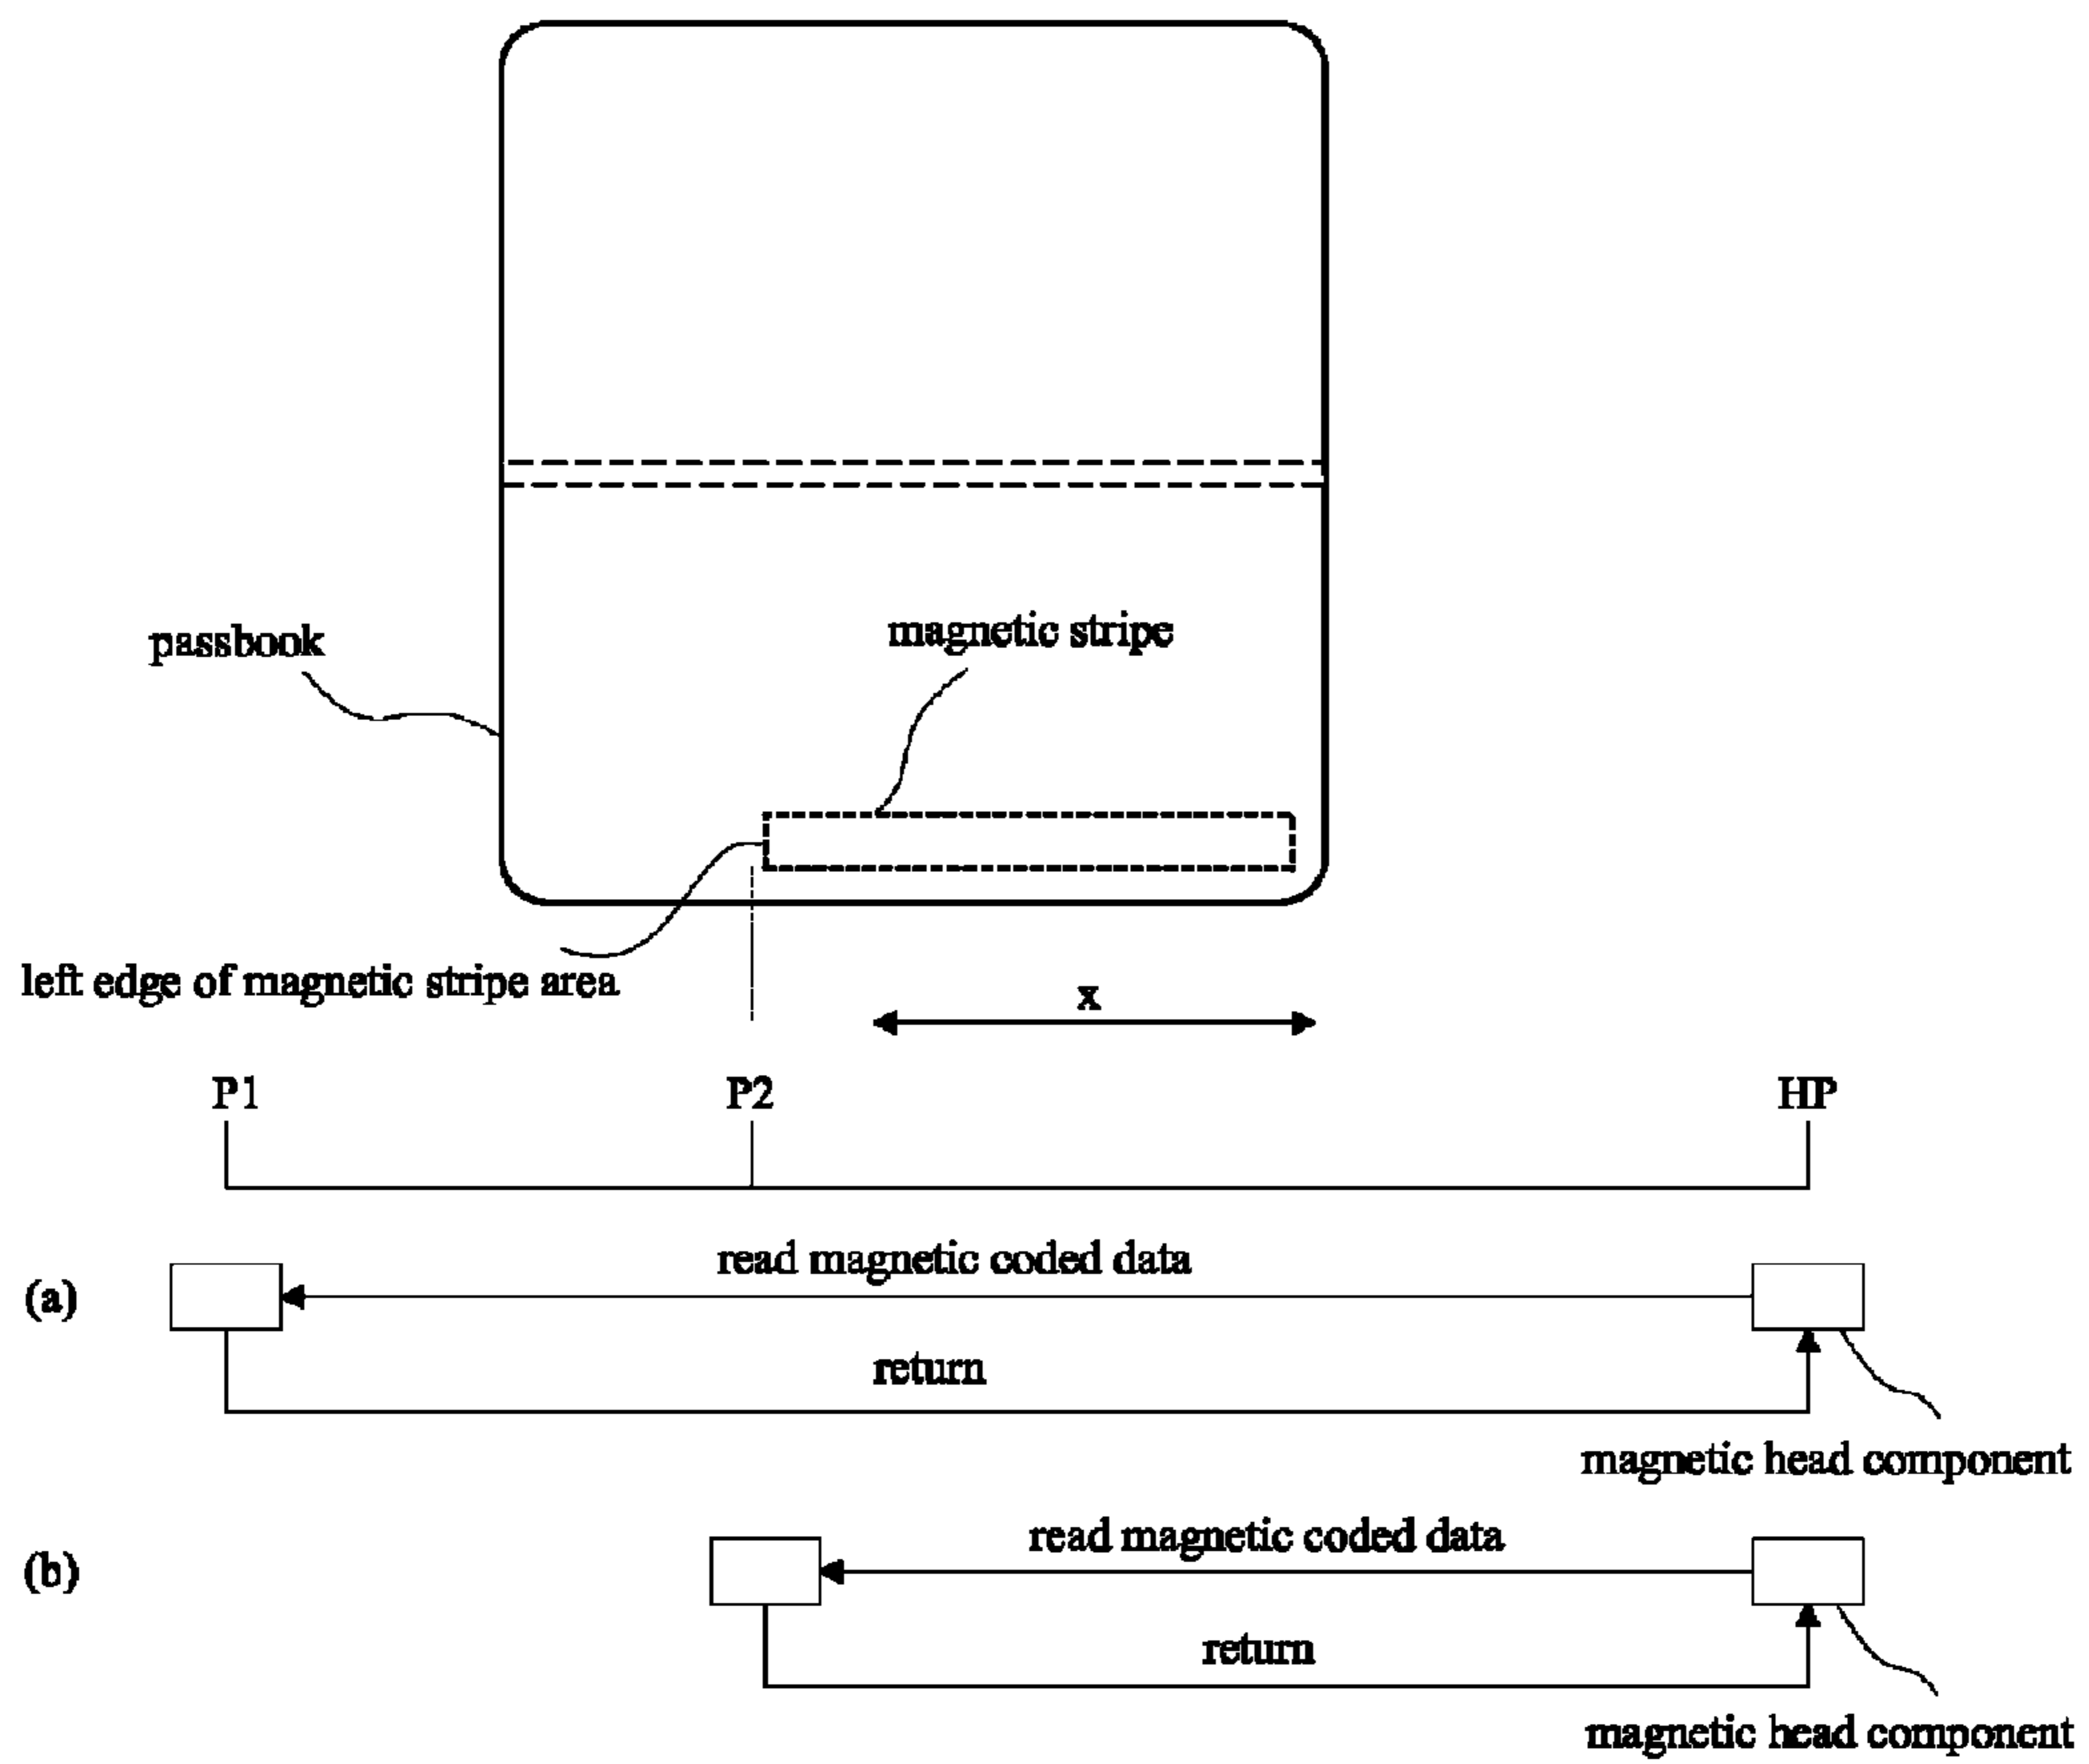 magnetic stripe
passbook
left edge of magnetic stripe area
x
P1 P2 HP
read magnetic coded data
(a)
return
magnetic head component
read magnetic coded data
(b)
return
magnetic head component